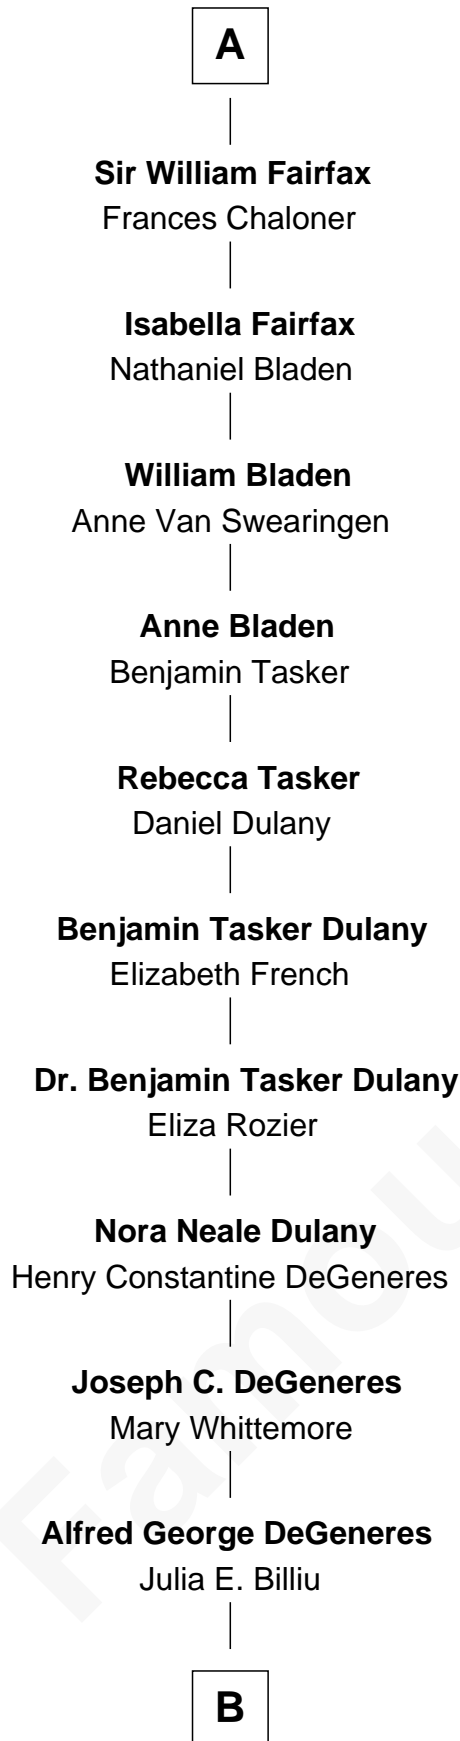 A
Sir William Fairfax
Frances Chaloner
Isabella Fairfax
Nathaniel Bladen
William Bladen
Anne Van Swearingen
Anne Bladen
Benjamin Tasker
Rebecca Tasker
Daniel Dulany
Benjamin Tasker Dulany
Elizabeth French
Dr. Benjamin Tasker Dulany
Eliza Rozier
Nora Neale Dulany
Henry Constantine DeGeneres
Joseph C. DeGeneres
Mary Whittemore
Alfred George DeGeneres
Julia E. Billiu
B
Famou